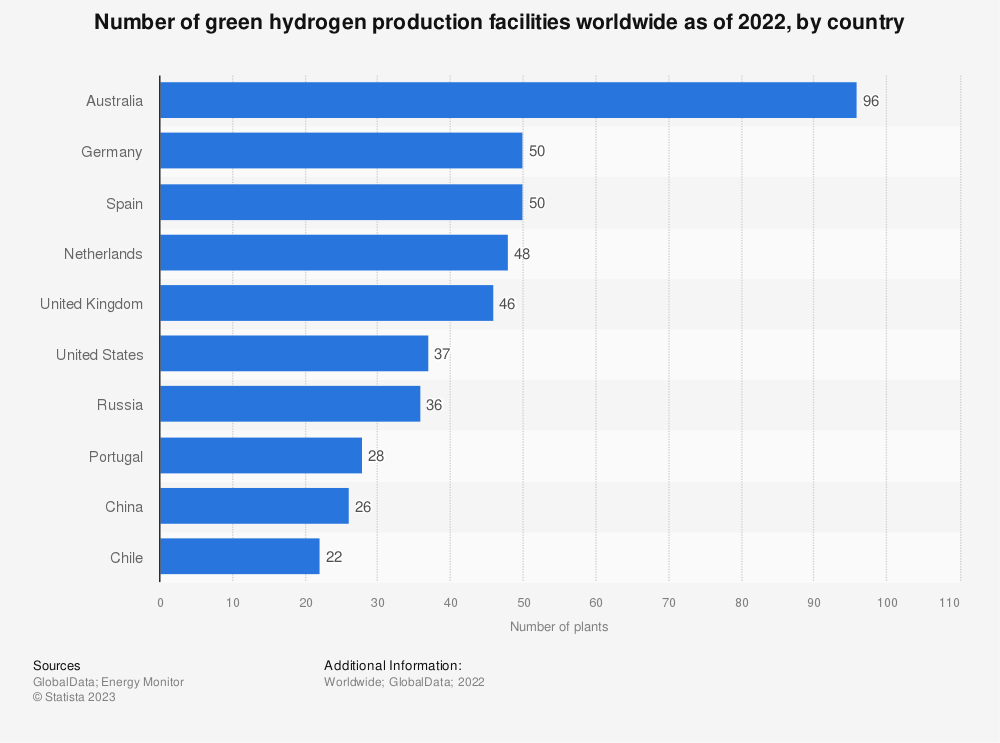 Number of green hydrogen production facilities worldwide as of 2022, by country
Australia 96
Germany 50
Spain 50
Netherlands 48
United Kingdom 46
United States 37
Russia 36
Portugal 28
China 26
Chile 22
0 10 20 30 40 50 60 70 80 90 100 110
Number of plants
Sources
GlobalData; Energy Monitor
© Statista 2023
Additional Information:
Worldwide; GlobalData; 2022